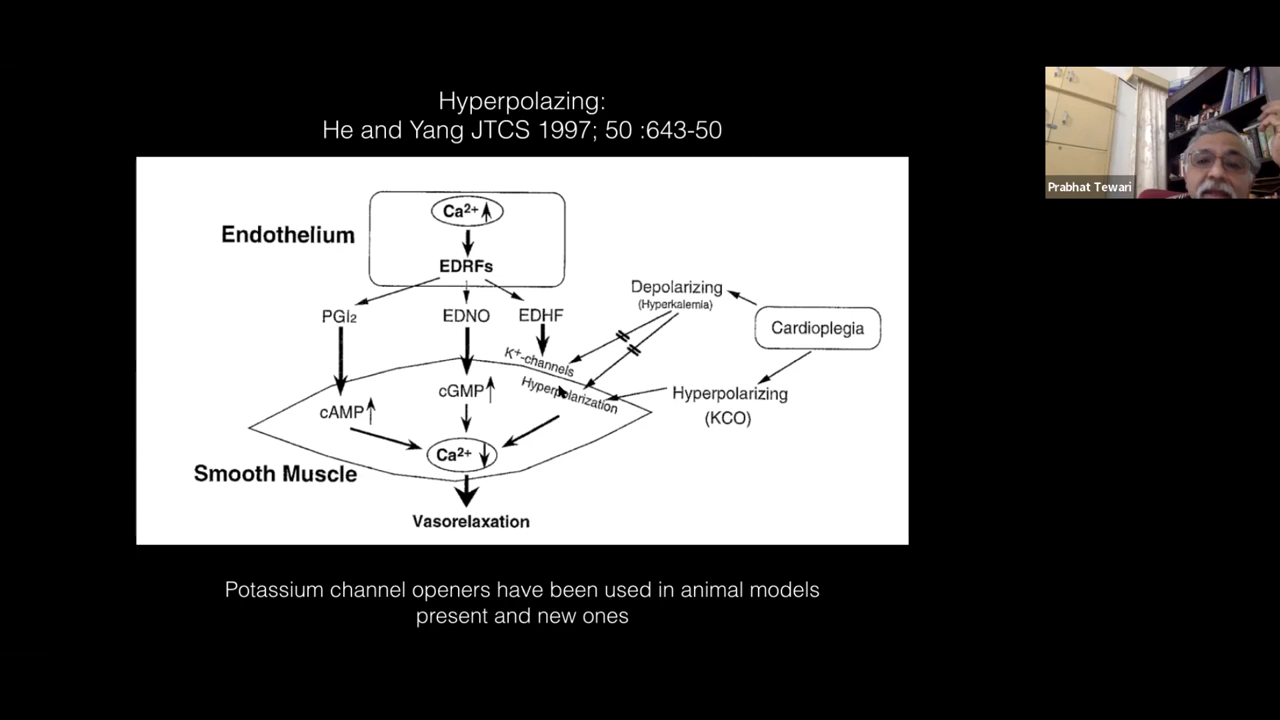 Hyperpolazing:
He and Yang JTCS 1997; 50 :643-50
Prabhat Tewari
Ca²⁺↑
Endothelium
EDRFs
Depolarizing
(Hyperkalemia)
PGI₂
EDNO
EDHF
Cardioplegia
K⁺-channels
Hyperpolarization
cGMP↑
Hyperpolarizing
(KCO)
cAMP↑
Ca²⁺↓
Smooth Muscle
Vasorelaxation
Potassium channel openers have been used in animal models
present and new ones